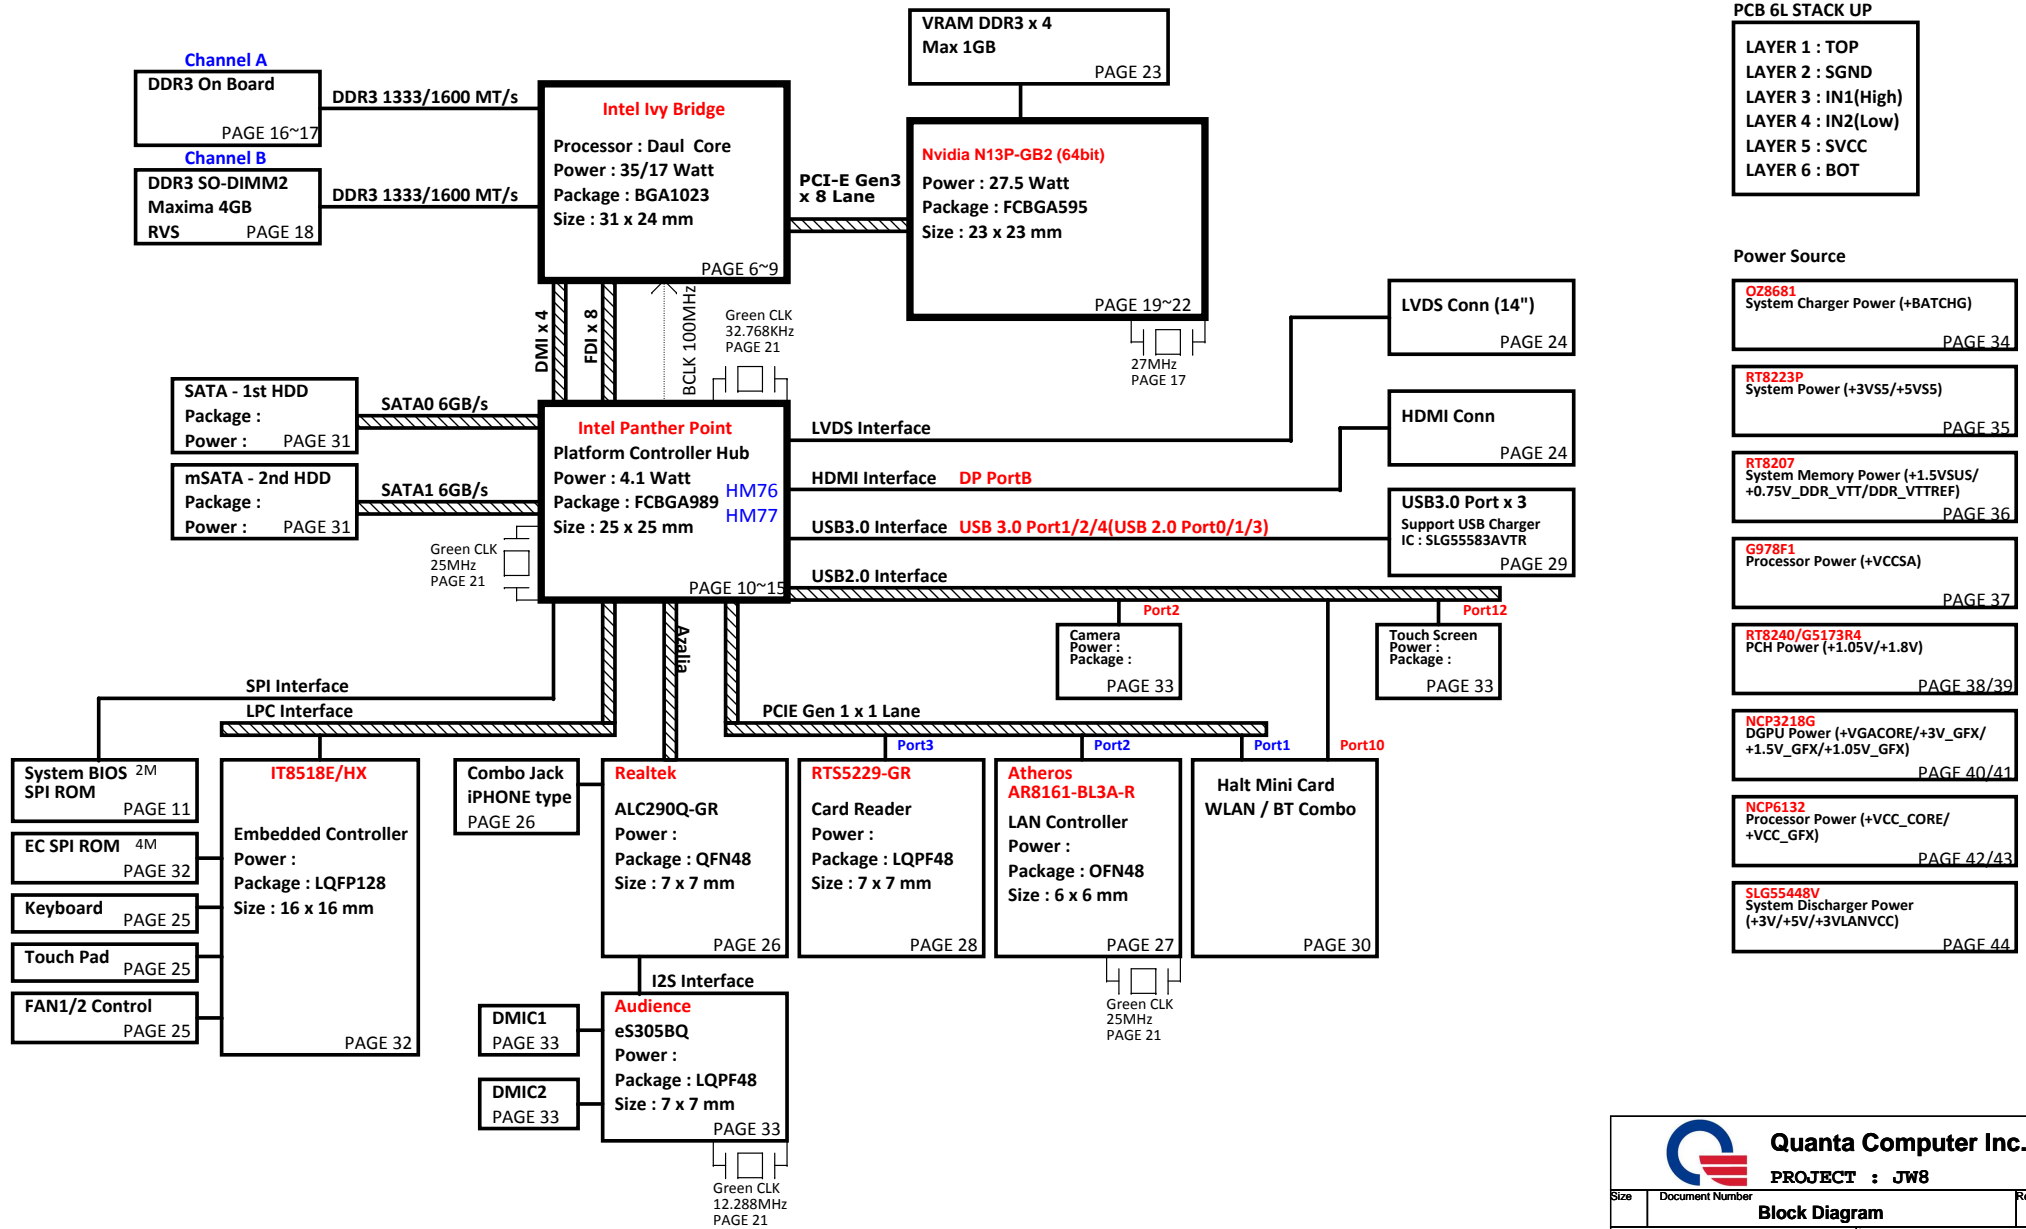 Channel A
DDR3 On Board
PAGE 16~17
DDR3 1333/1600 MT/s
Channel B
DDR3 SO-DIMM2
Maxima 4GB
RVS PAGE 18
DDR3 1333/1600 MT/s
Intel Ivy Bridge
Processor : Daul Core
Power : 35/17 Watt
Package : BGA1023
Size : 31 x 24 mm
PAGE 6~9
PCI-E Gen3
x 8 Lane
VRAM DDR3 x 4
Max 1GB
PAGE 23
Nvidia N13P-GB2 (64bit)
Power : 27.5 Watt
Package : FCBGA595
Size : 23 x 23 mm
PAGE 19~22
27MHz
PAGE 17
DMI x 4
FDI x 8
BCLK 100MHz
Green CLK
32.768KHz
PAGE 21
SATA - 1st HDD
Package :
Power : PAGE 31
SATA0 6GB/s
mSATA - 2nd HDD
Package :
Power : PAGE 31
SATA1 6GB/s
Green CLK
25MHz
PAGE 21
Intel Panther Point
Platform Controller Hub
Power : 4.1 Watt
Package : FCBGA989
Size : 25 x 25 mm
HM76
HM77
PAGE 10~15
LVDS Interface
HDMI Interface DP PortB
USB3.0 Interface USB 3.0 Port1/2/4(USB 2.0 Port0/1/3)
USB2.0 Interface
LVDS Conn (14")
PAGE 24
HDMI Conn
PAGE 24
USB3.0 Port x 3
Support USB Charger
IC : SLG55583AVTR
PAGE 29
Port2
Camera
Power :
Package :
PAGE 33
Port12
Touch Screen
Power :
Package :
PAGE 33
Azalia
SPI Interface
LPC Interface
PCIE Gen 1 x 1 Lane
Port3
Port2
Port1
Port10
System BIOS 2M
SPI ROM
PAGE 11
EC SPI ROM 4M
PAGE 32
Keyboard
PAGE 25
Touch Pad
PAGE 25
FAN1/2 Control
PAGE 25
IT8518E/HX
Embedded Controller
Power :
Package : LQFP128
Size : 16 x 16 mm
PAGE 32
Combo Jack
iPHONE type
PAGE 26
Realtek
ALC290Q-GR
Power :
Package : QFN48
Size : 7 x 7 mm
PAGE 26
RTS5229-GR
Card Reader
Power :
Package : LQPF48
Size : 7 x 7 mm
PAGE 28
Atheros
AR8161-BL3A-R
LAN Controller
Power :
Package : OFN48
Size : 6 x 6 mm
PAGE 27
Green CLK
25MHz
PAGE 21
Halt Mini Card
WLAN / BT Combo
PAGE 30
I2S Interface
DMIC1
PAGE 33
DMIC2
PAGE 33
Audience
eS305BQ
Power :
Package : LQPF48
Size : 7 x 7 mm
PAGE 33
Green CLK
12.288MHz
PAGE 21
PCB 6L STACK UP
LAYER 1 : TOP
LAYER 2 : SGND
LAYER 3 : IN1(High)
LAYER 4 : IN2(Low)
LAYER 5 : SVCC
LAYER 6 : BOT
Power Source
OZ8681
System Charger Power (+BATCHG)
PAGE 34
RT8223P
System Power (+3VS5/+5VS5)
PAGE 35
RT8207
System Memory Power (+1.5VSUS/
+0.75V_DDR_VTT/DDR_VTTREF)
PAGE 36
G978F1
Processor Power (+VCCSA)
PAGE 37
RT8240/G5173R4
PCH Power (+1.05V/+1.8V)
PAGE 38/39
NCP3218G
DGPU Power (+VGACORE/+3V_GFX/
+1.5V_GFX/+1.05V_GFX)
PAGE 40/41
NCP6132
Processor Power (+VCC_CORE/
+VCC_GFX)
PAGE 42/43
SLG55448V
System Discharger Power
(+3V/+5V/+3VLANVCC)
PAGE 44
Quanta Computer Inc.
PROJECT : JW8
Size Document Number
Block Diagram